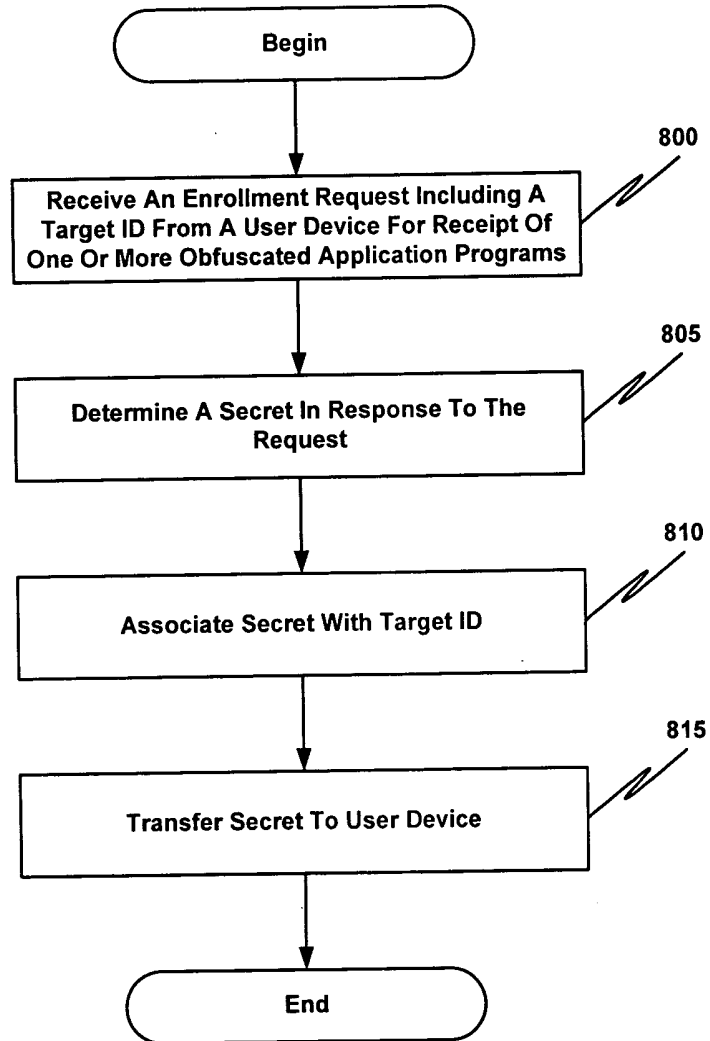 Begin
800
Receive An Enrollment Request Including A
Target ID From A User Device For Receipt Of
One Or More Obfuscated Application Programs
805
Determine A Secret In Response To The
Request
810
Associate Secret With Target ID
815
Transfer Secret To User Device
End